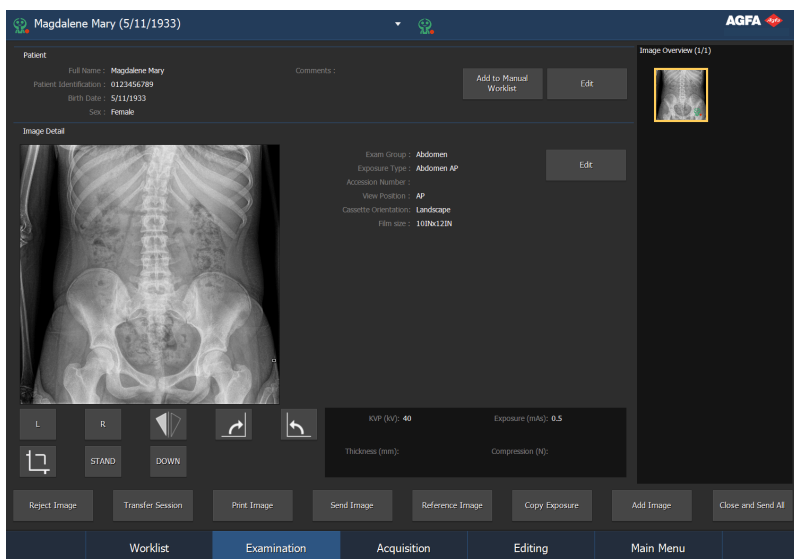 Magdalene Mary (5/11/1933)
AGFA
Agfa
Patient
Full Name : Magdalene Mary
Comments :
Patient Identification : 0123456789
Birth Date : 5/11/1933
Sex : Female
Add to Manual
Worklist
Edit
Image Overview (1/1)
Image Detail
Exam Group : Abdomen
Exposure Type : Abdomen AP
Accession Number :
View Position : AP
Cassette Orientation: Landscape
Film size : 10INx12IN
Edit
L
R
STAND
DOWN
KVP (kV): 40
Exposure (mAs): 0.5
Thickness (mm):
Compression (N):
Reject Image
Transfer Session
Print Image
Send Image
Reference Image
Copy Exposure
Add Image
Close and Send All
Worklist
Examination
Acquisition
Editing
Main Menu